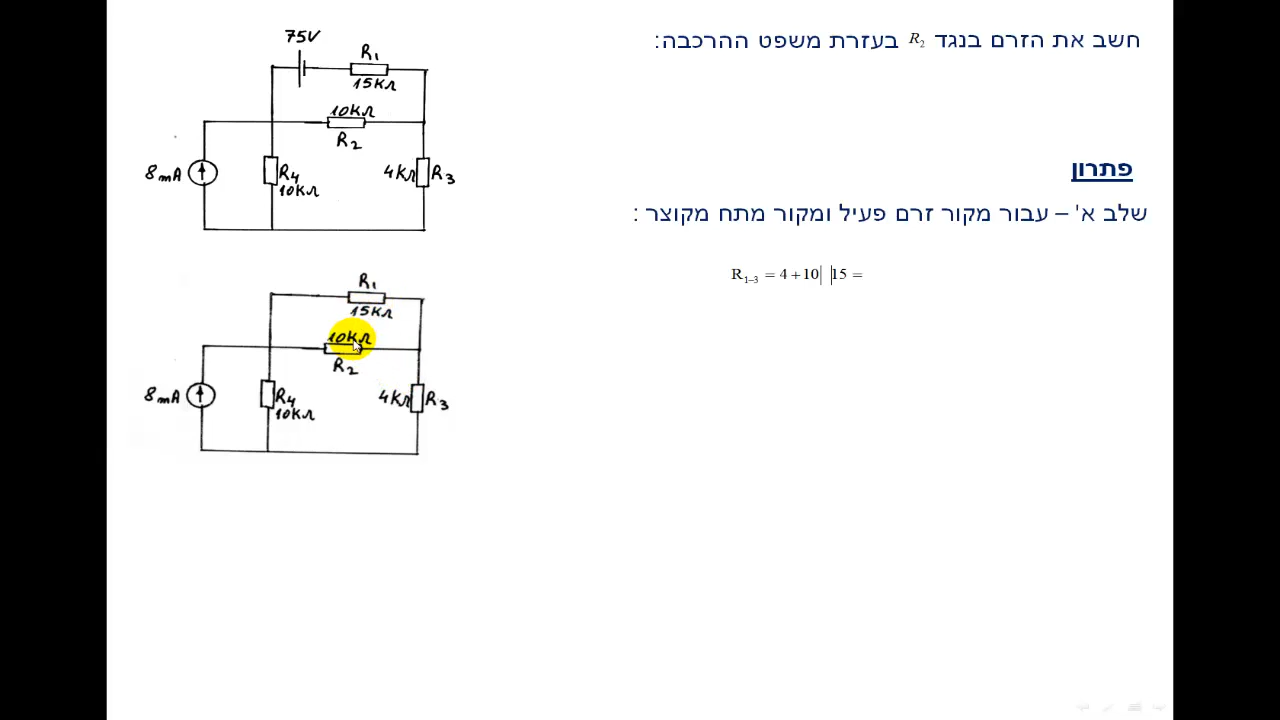 חשב את הזרם בנגד R₂ בעזרת משפט ההרכבה:
פתרון
שלב א' – עבור מקור זרם פעיל ומקור מתח מקוצר :
R₁₋₃ = 4 + 10| |15 =
75V
R₁
15KΩ
10KΩ
R₂
8mA
R₄
10KΩ
4KΩ
R₃
R₁
15KΩ
10KΩ
R₂
8mA
R₄
10KΩ
4KΩ
R₃